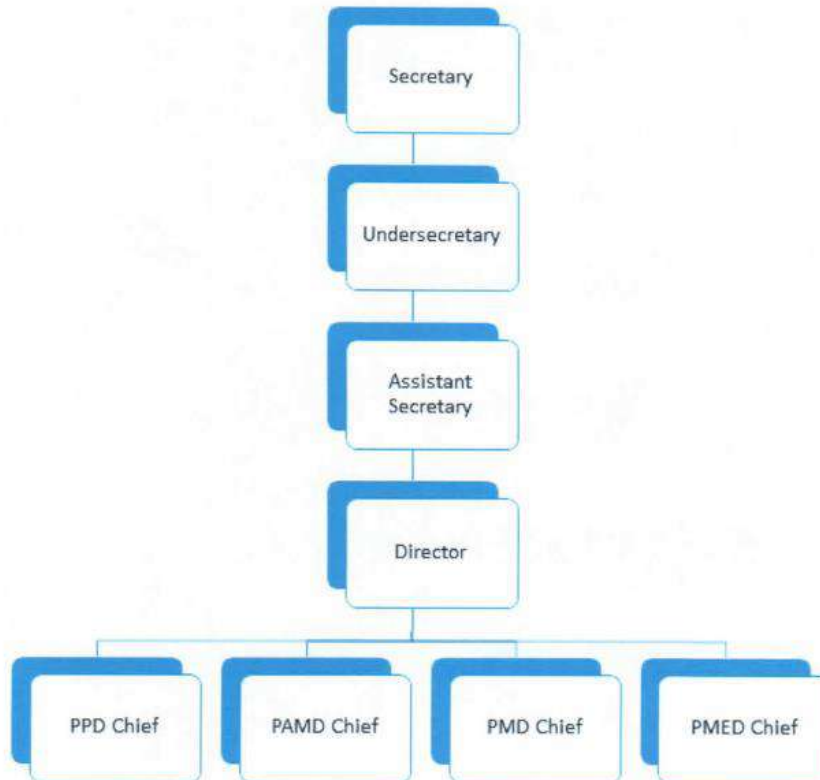 Secretary
Undersecretary
Assistant
Secretary
Director
PPD Chief
PAMD Chief
PMD Chief
PMED Chief